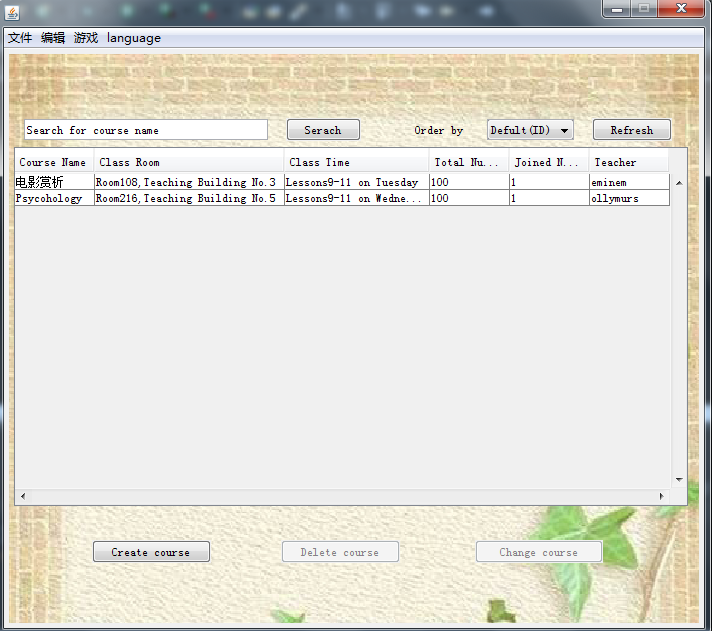 文件 编辑 游戏 language
Search for course name Serach Order by Defult(ID) Refresh
Course Name Class Room Class Time Total Nu... Joined N... Teacher
电影赏析 Room108,Teaching Building No.3 Lessons9-11 on Tuesday 100 1 eminem
Psycohology Room216,Teaching Building No.5 Lessons9-11 on Wedne... 100 1 ollymurs
Create course Delete course Change course